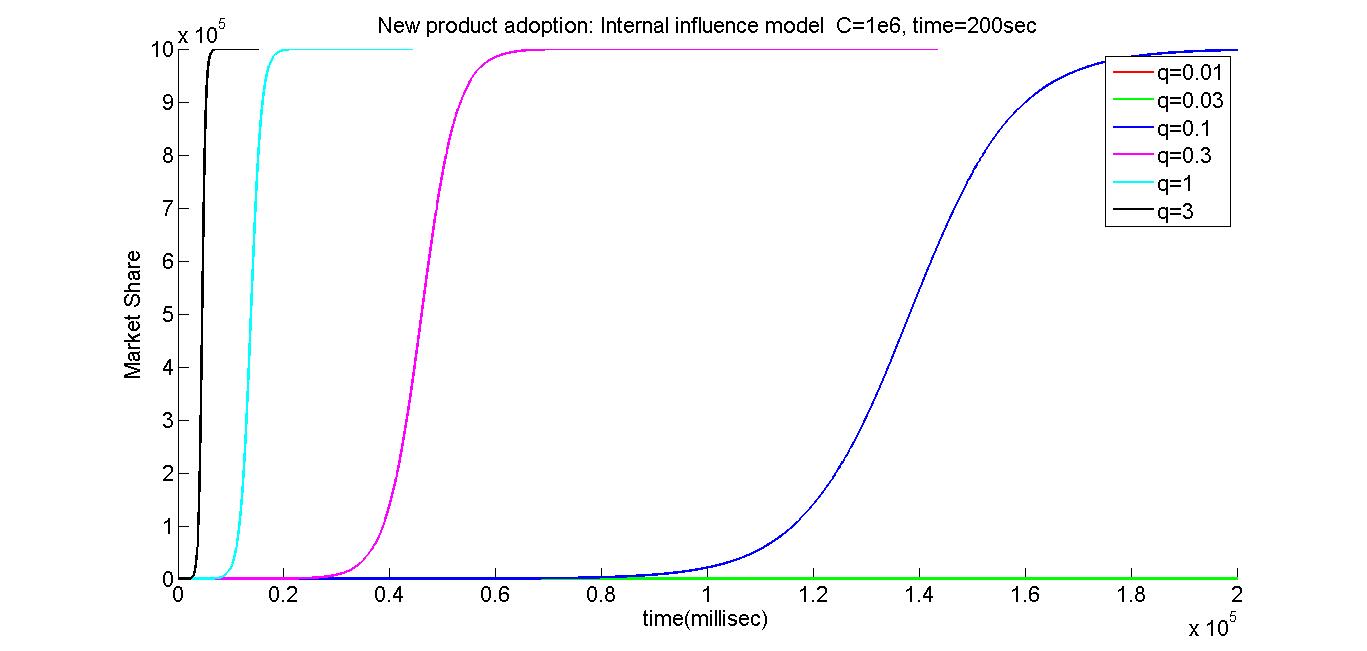 New product adoption: Internal influence model C=1e6, time=200sec
x 10^5
10
9
8
7
6
5
4
3
2
1
0
Market Share
q=0.01
q=0.03
q=0.1
q=0.3
q=1
q=3
0 0.2 0.4 0.6 0.8 1 1.2 1.4 1.6 1.8 2
time(millisec)
x 10^5